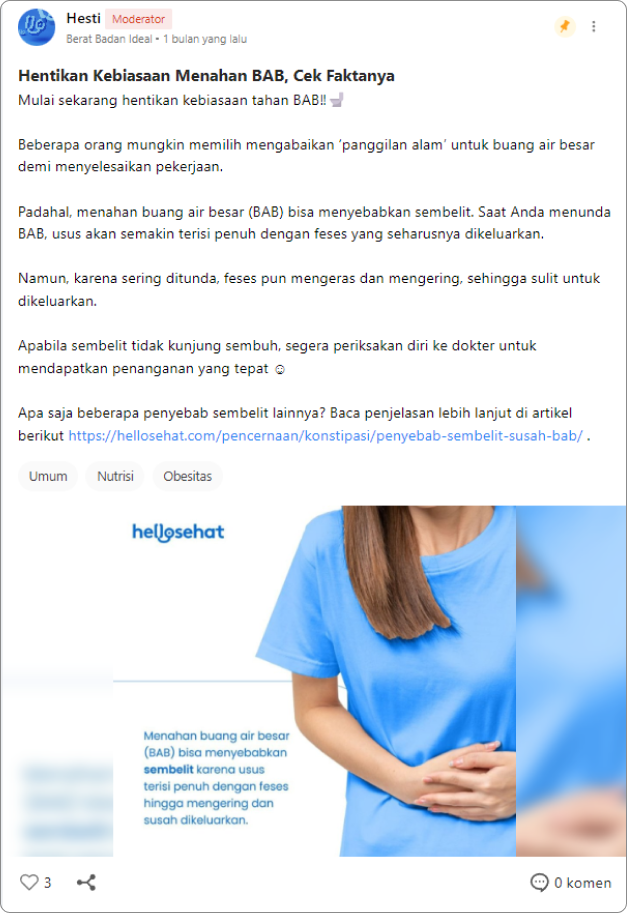 Hesti Moderator
Berat Badan Ideal • 1 bulan yang lalu
Hentikan Kebiasaan Menahan BAB, Cek Faktanya
Mulai sekarang hentikan kebiasaan tahan BAB!!🚽
Beberapa orang mungkin memilih mengabaikan ‘panggilan alam’ untuk buang air besar
demi menyelesaikan pekerjaan.
Padahal, menahan buang air besar (BAB) bisa menyebabkan sembelit. Saat Anda menunda
BAB, usus akan semakin terisi penuh dengan feses yang seharusnya dikeluarkan.
Namun, karena sering ditunda, feses pun mengeras dan mengering, sehingga sulit untuk
dikeluarkan.
Apabila sembelit tidak kunjung sembuh, segera periksakan diri ke dokter untuk
mendapatkan penanganan yang tepat ☺
Apa saja beberapa penyebab sembelit lainnya? Baca penjelasan lebih lanjut di artikel
berikut https://hellosehat.com/pencernaan/konstipasi/penyebab-sembelit-susah-bab/ .
Umum Nutrisi Obesitas
hellosehat
Menahan buang air besar
(BAB) bisa menyebabkan
sembelit karena usus
terisi penuh dengan feses
hingga mengering dan
susah dikeluarkan.
3 0 komen